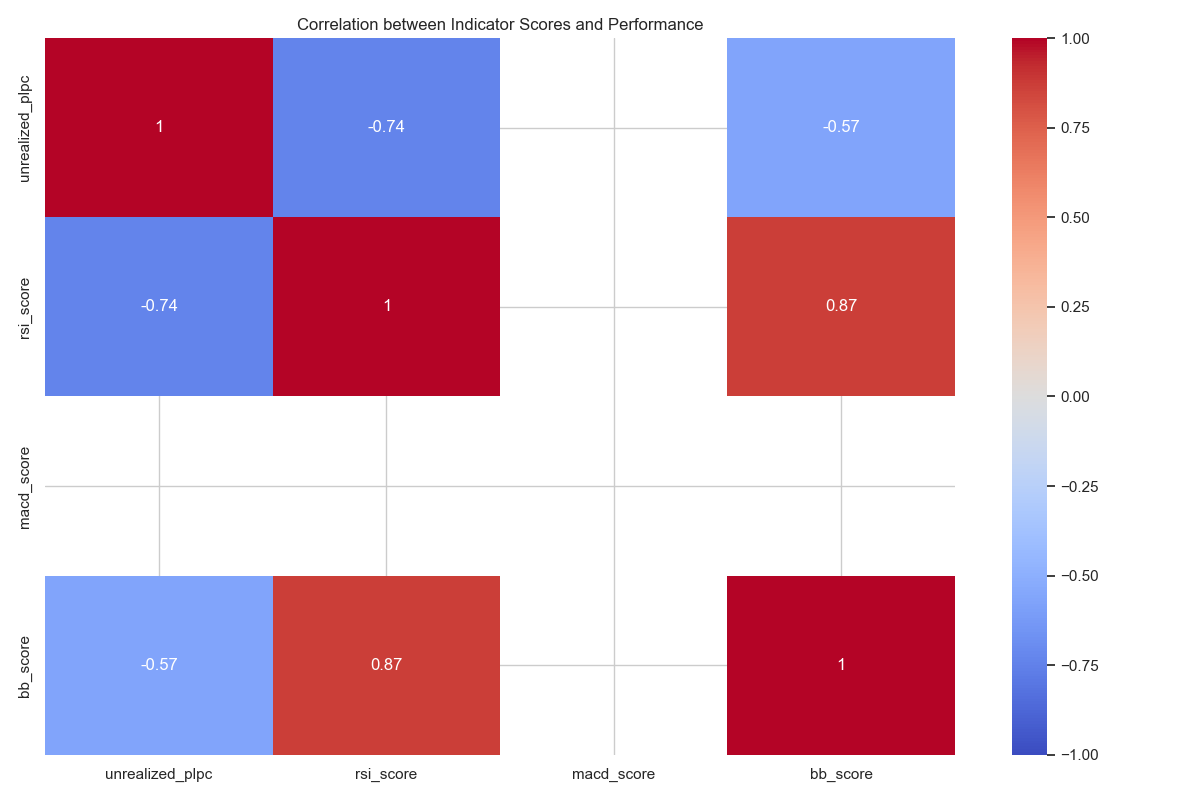 Correlation between Indicator Scores and Performance
unrealized_plpc
1
-0.74
-0.57
rsi_score
-0.74
1
0.87
macd_score
bb_score
-0.57
0.87
1
unrealized_plpc
rsi_score
macd_score
bb_score
1.00
0.75
0.50
0.25
0.00
−0.25
−0.50
−0.75
−1.00